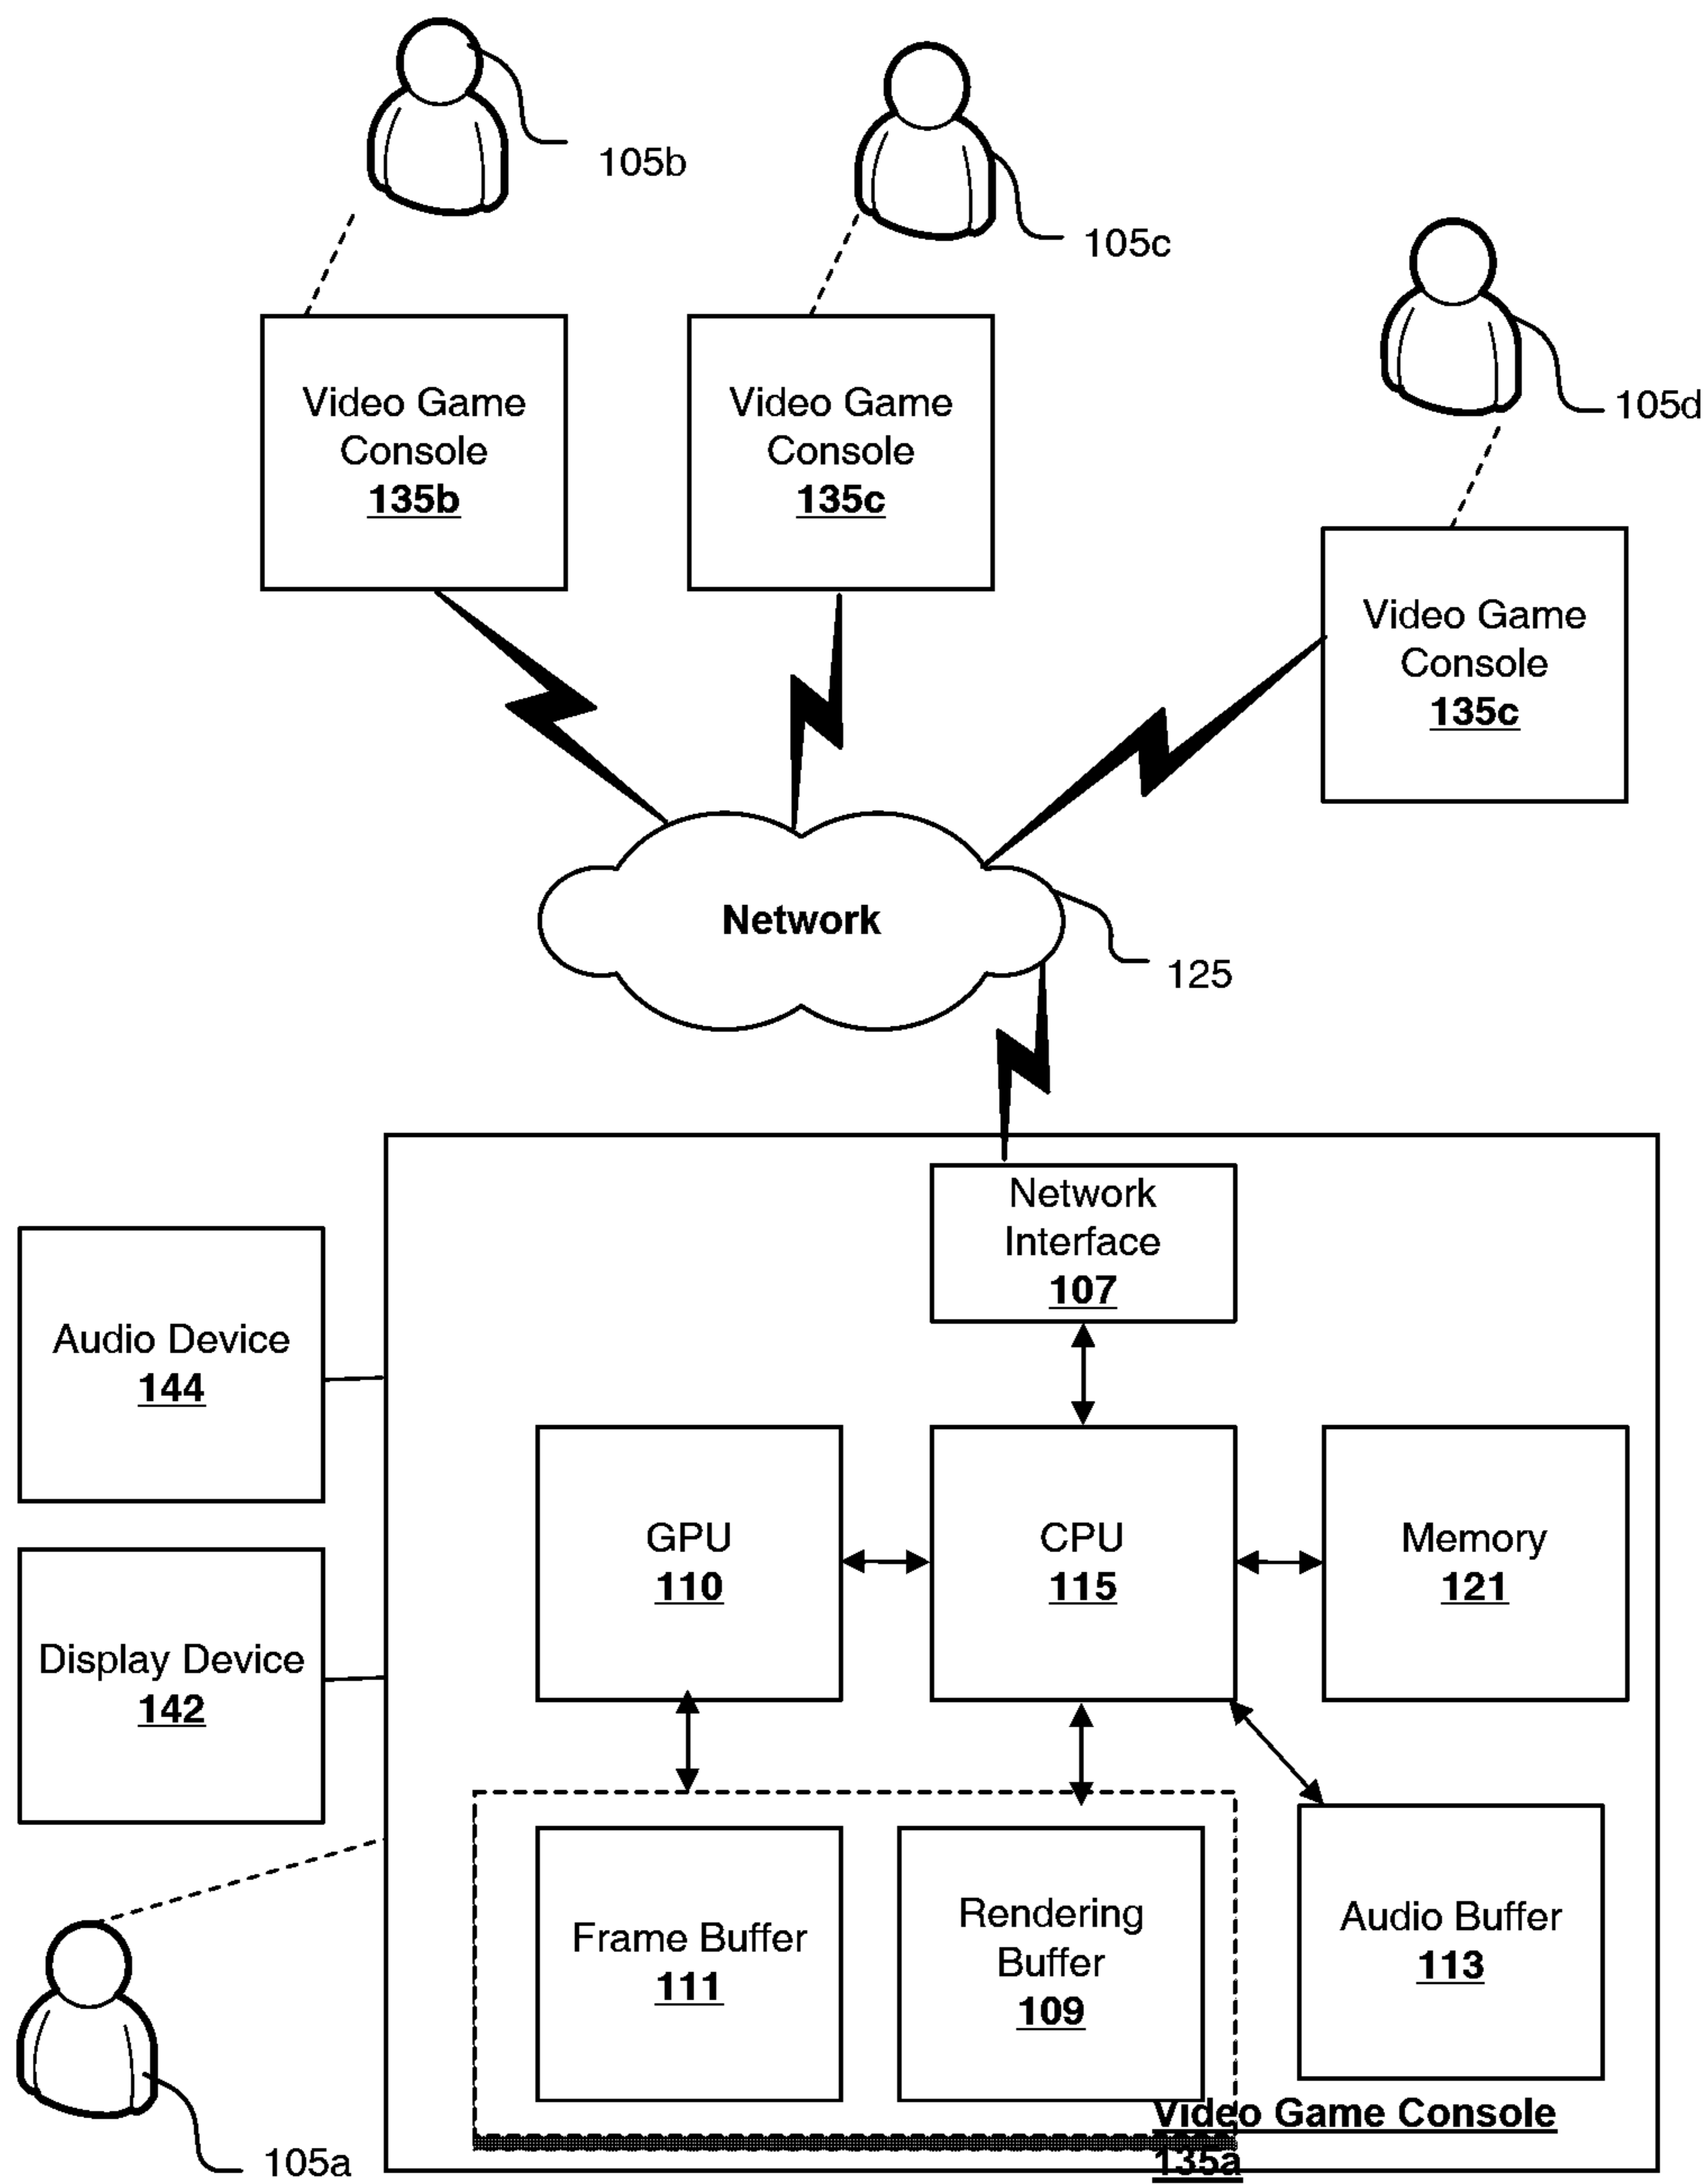 105b
105c
105d
Video Game
Console
135b
Video Game
Console
135c
Video Game
Console
135c
Network
125
Network
Interface
107
Audio Device
144
GPU
110
CPU
115
Memory
121
Display Device
142
Frame Buffer
111
Rendering
Buffer
109
Audio Buffer
113
Video Game Console
135a
105a